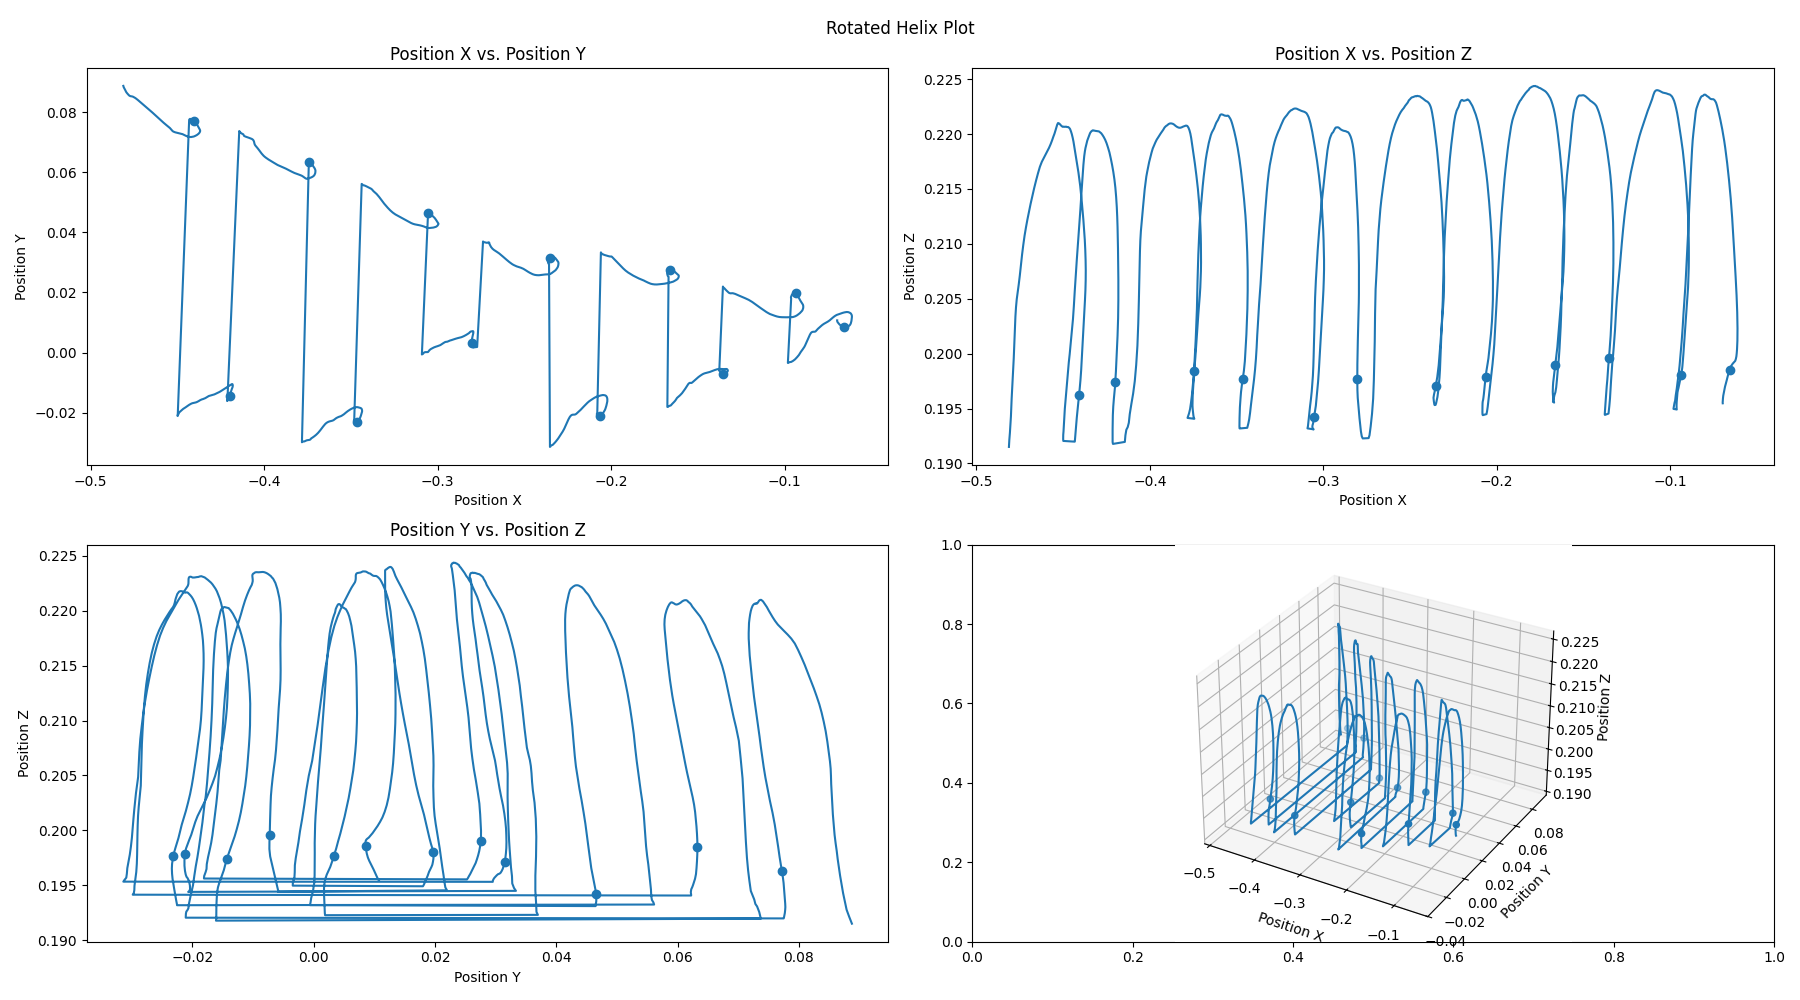 Rotated Helix Plot
Position X vs. Position Y
0.08
0.06
0.04
0.02
0.00
−0.02
Position Y
−0.5 −0.4 −0.3 −0.2 −0.1
Position X
Position X vs. Position Z
0.225
0.220
0.215
0.210
0.205
0.200
0.195
0.190
Position Z
−0.5 −0.4 −0.3 −0.2 −0.1
Position X
Position Y vs. Position Z
0.225
0.220
0.215
0.210
0.205
0.200
0.195
0.190
Position Z
−0.02 0.00 0.02 0.04 0.06 0.08
Position Y
1.0
0.8
0.6
0.4
0.2
0.0
0.0 0.2 0.4 0.6 0.8 1.0
−0.5
−0.4
−0.3
−0.2
−0.1
Position X
−0.04
−0.02
0.00
0.02
0.04
0.06
0.08
Position Y
0.225
0.220
0.215
0.210
0.205
0.200
0.195
0.190
Position Z